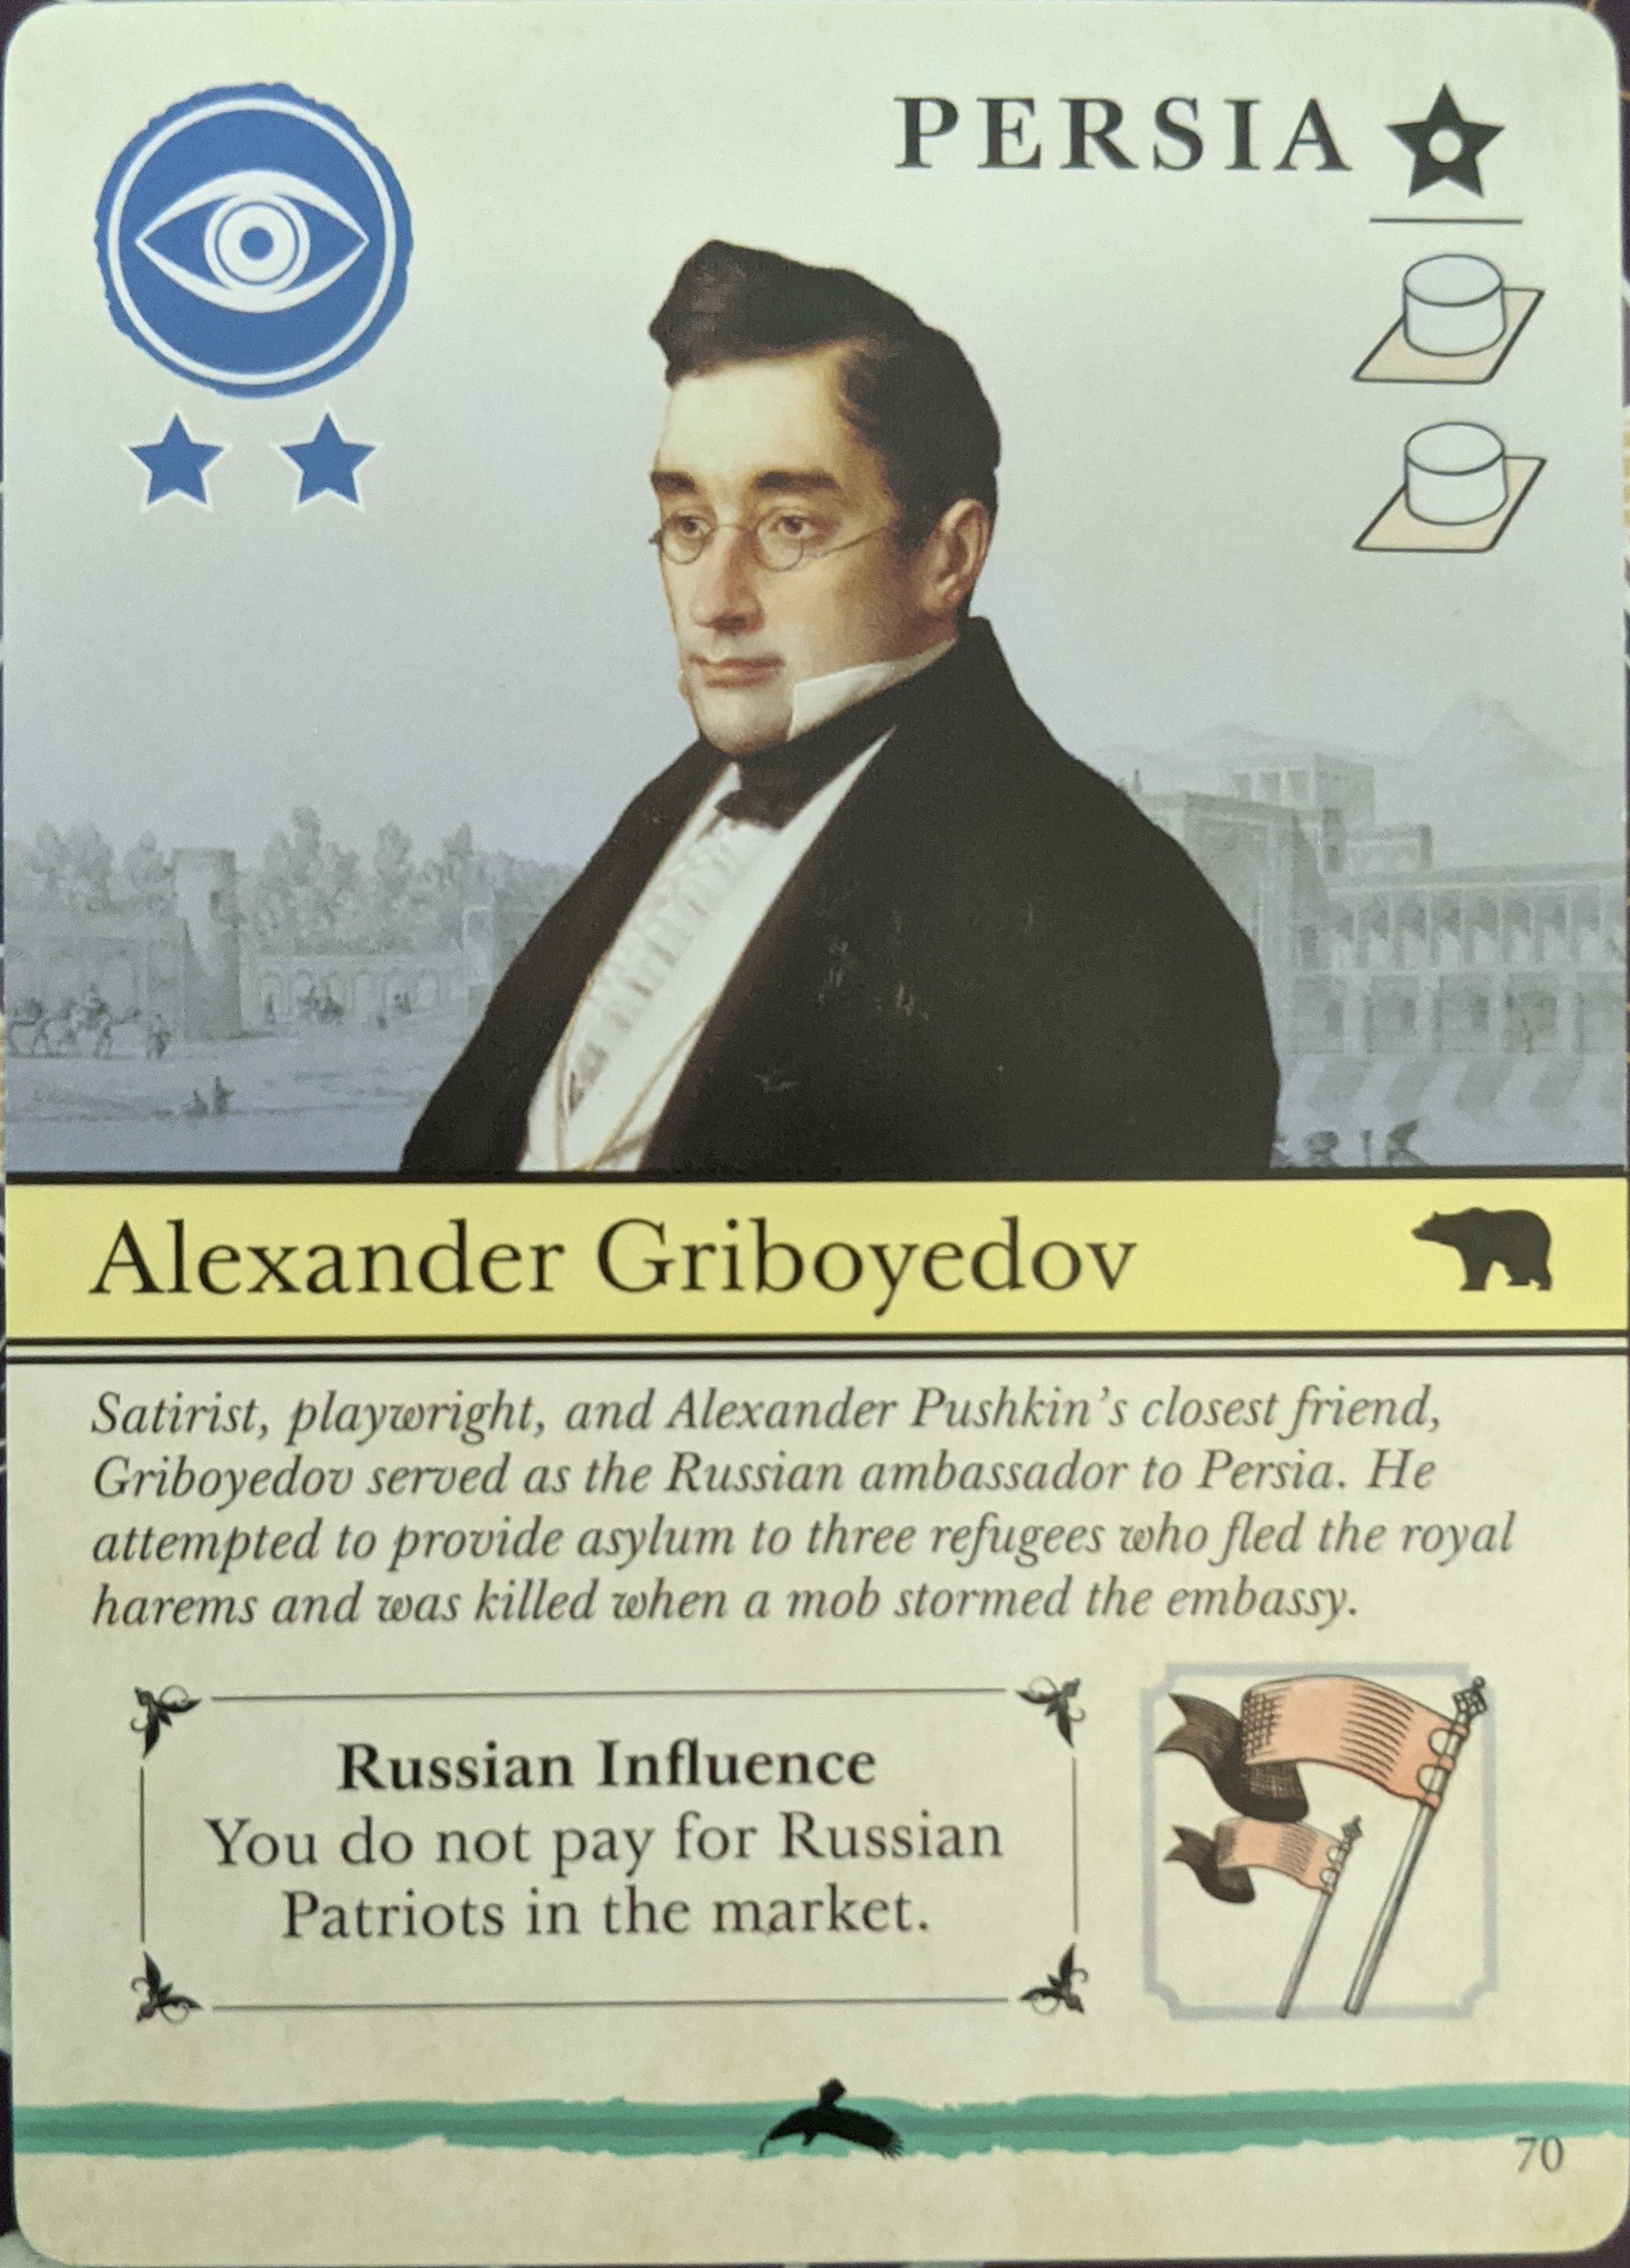 PERSIA
Alexander Griboyedov
Satirist, playwright, and Alexander Pushkin's closest friend,
Griboyedov served as the Russian ambassador to Persia. He
attempted to provide asylum to three refugees who fled the royal
harems and was killed when a mob stormed the embassy.
Russian Influence
You do not pay for Russian
Patriots in the market.
70